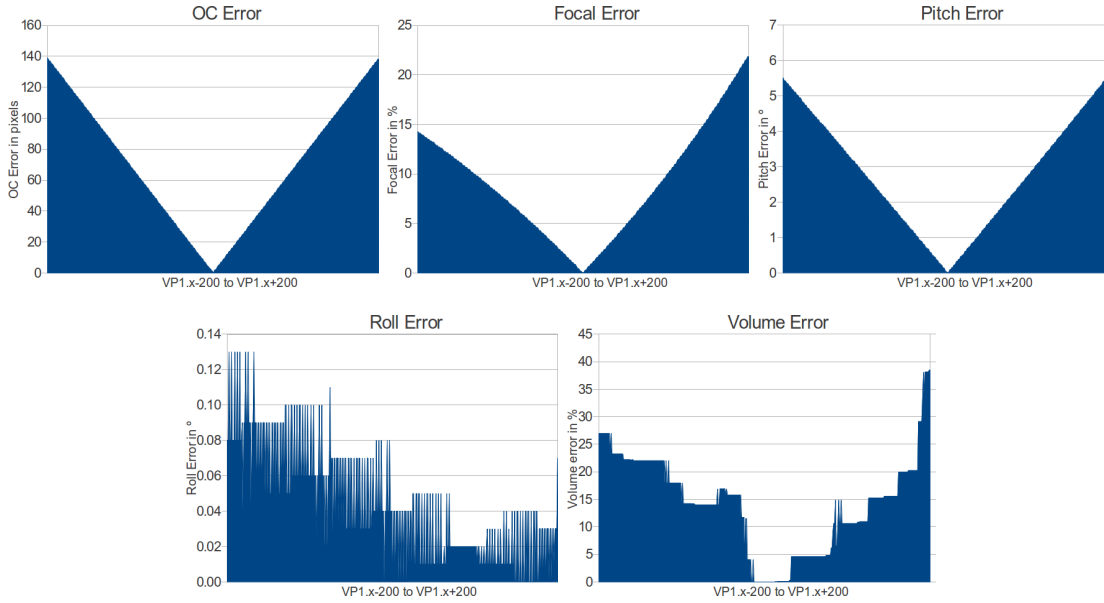 OC Error
160
140
120
100
80
60
40
20
0
OC Error in pixels
VP1.x-200 to VP1.x+200
Focal Error
25
20
15
10
5
0
Focal Error in %
VP1.x-200 to VP1.x+200
Pitch Error
7
6
5
4
3
2
1
0
Pitch Error in º
VP1.x-200 to VP1.x+200
Roll Error
0.14
0.12
0.10
0.08
0.06
0.04
0.02
0.00
Roll Error in º
VP1.x-200 to VP1.x+200
Volume Error
45
40
35
30
25
20
15
10
5
0
Volume error in %
VP1.x-200 to VP1.x+200